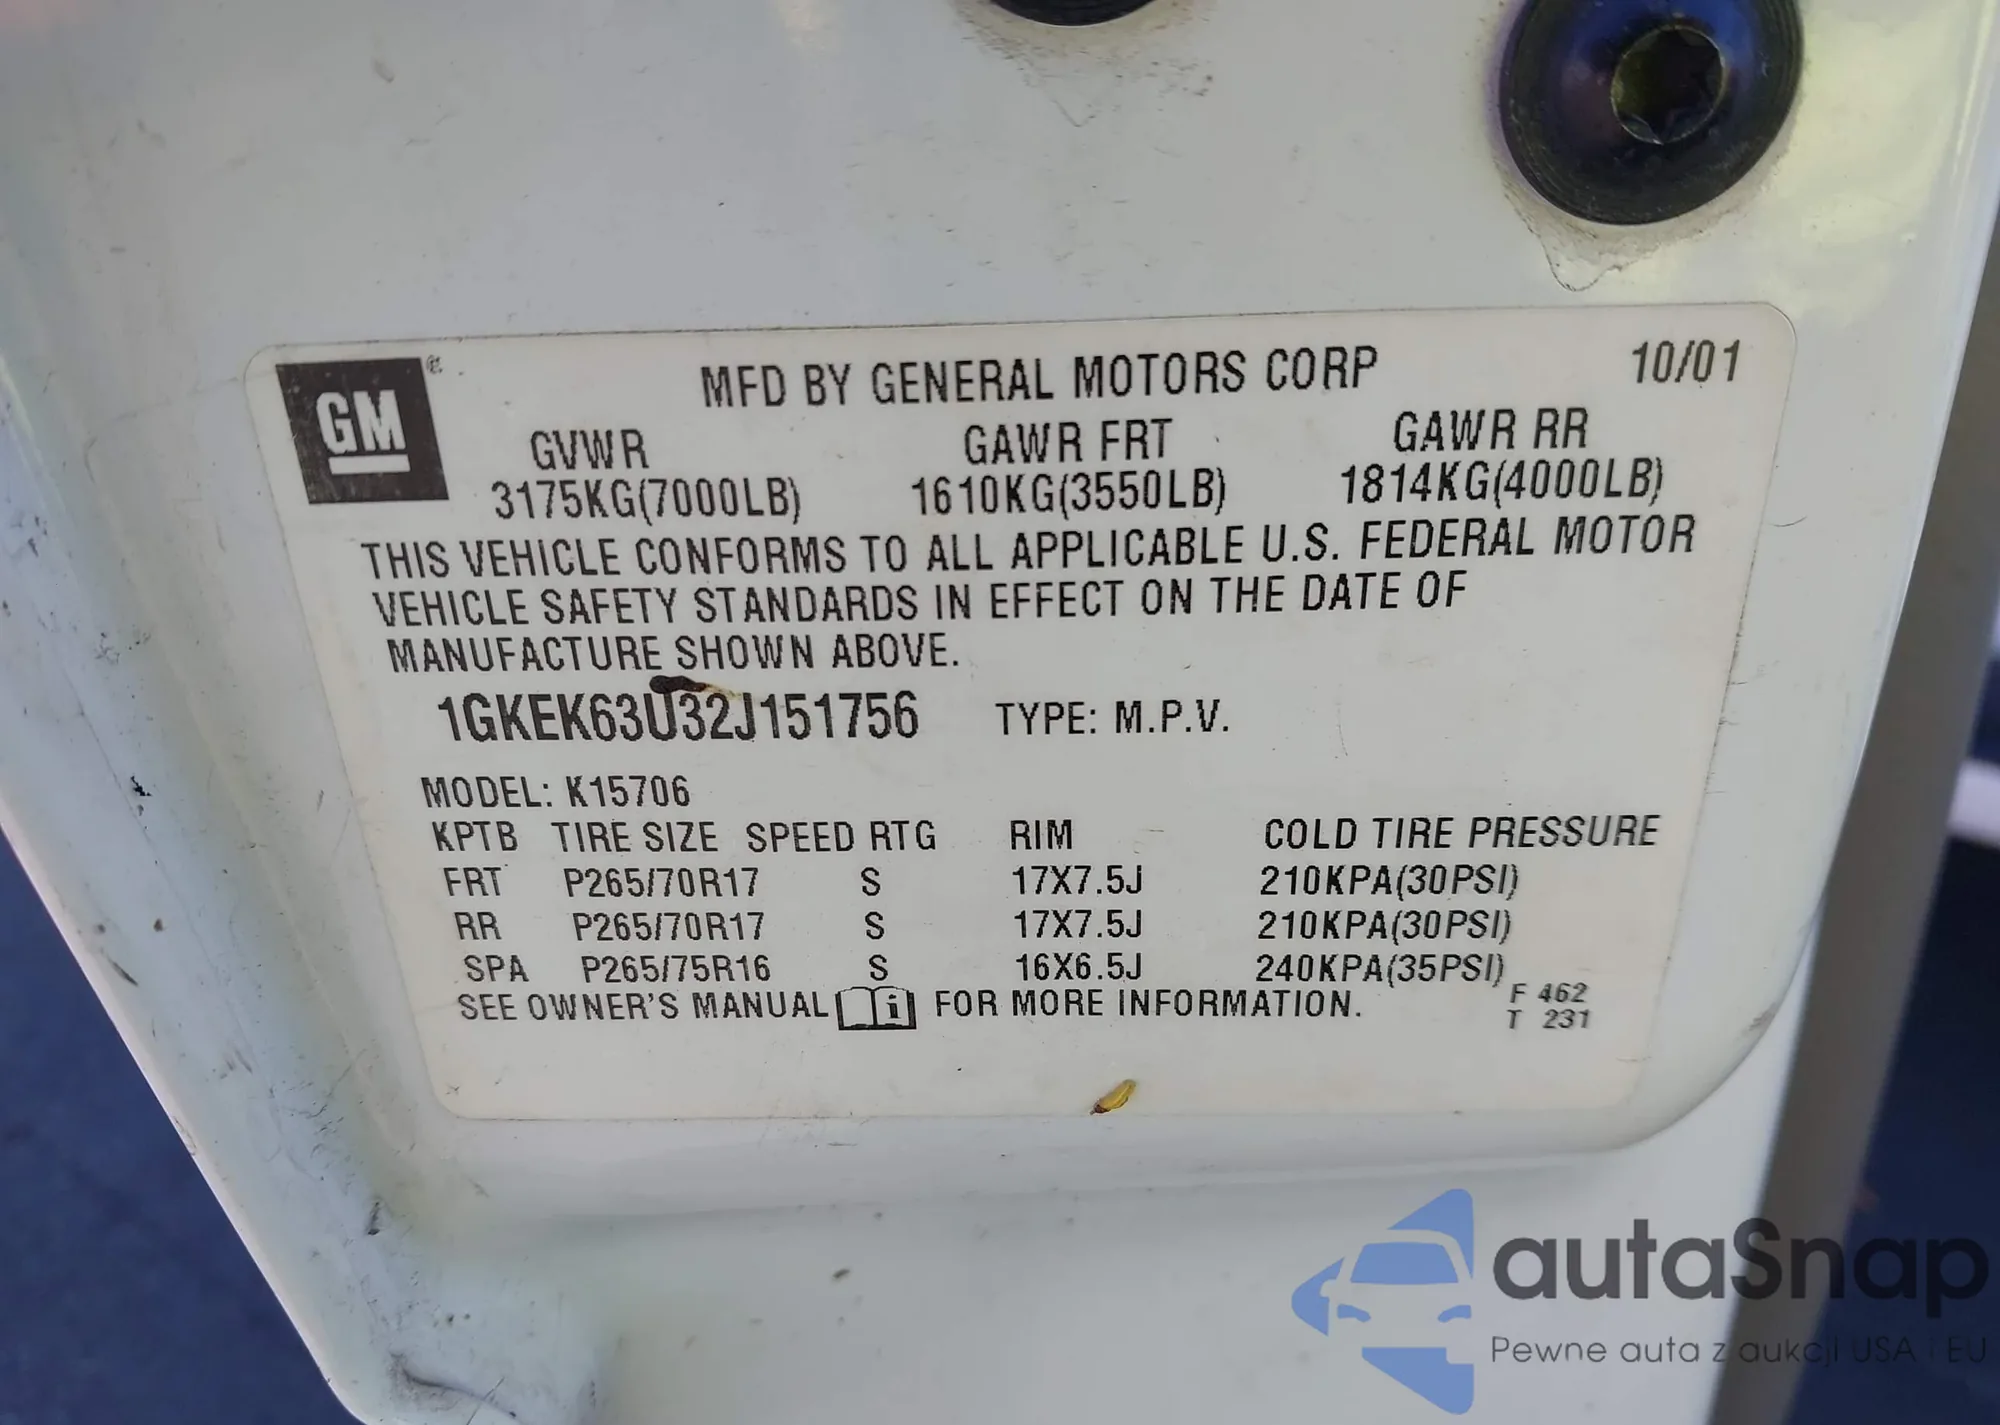 GM®
MFD BY GENERAL MOTORS CORP 10/01
GVWR GAWR FRT GAWR RR
3175KG(7000LB) 1610KG(3550LB) 1814KG(4000LB)
THIS VEHICLE CONFORMS TO ALL APPLICABLE U.S. FEDERAL MOTOR
VEHICLE SAFETY STANDARDS IN EFFECT ON THE DATE OF
MANUFACTURE SHOWN ABOVE.
1GKEK63U32J151756 TYPE: M.P.V.
MODEL: K15706
KPTB TIRE SIZE SPEED RTG RIM COLD TIRE PRESSURE
FRT P265/70R17 S 17X7.5J 210KPA(30PSI)
RR P265/70R17 S 17X7.5J 210KPA(30PSI)
SPA P265/75R16 S 16X6.5J 240KPA(35PSI)
SEE OWNER'S MANUAL i FOR MORE INFORMATION.
F 462
T 231
autaSnap
Pewne auta z aukcji USA i EU